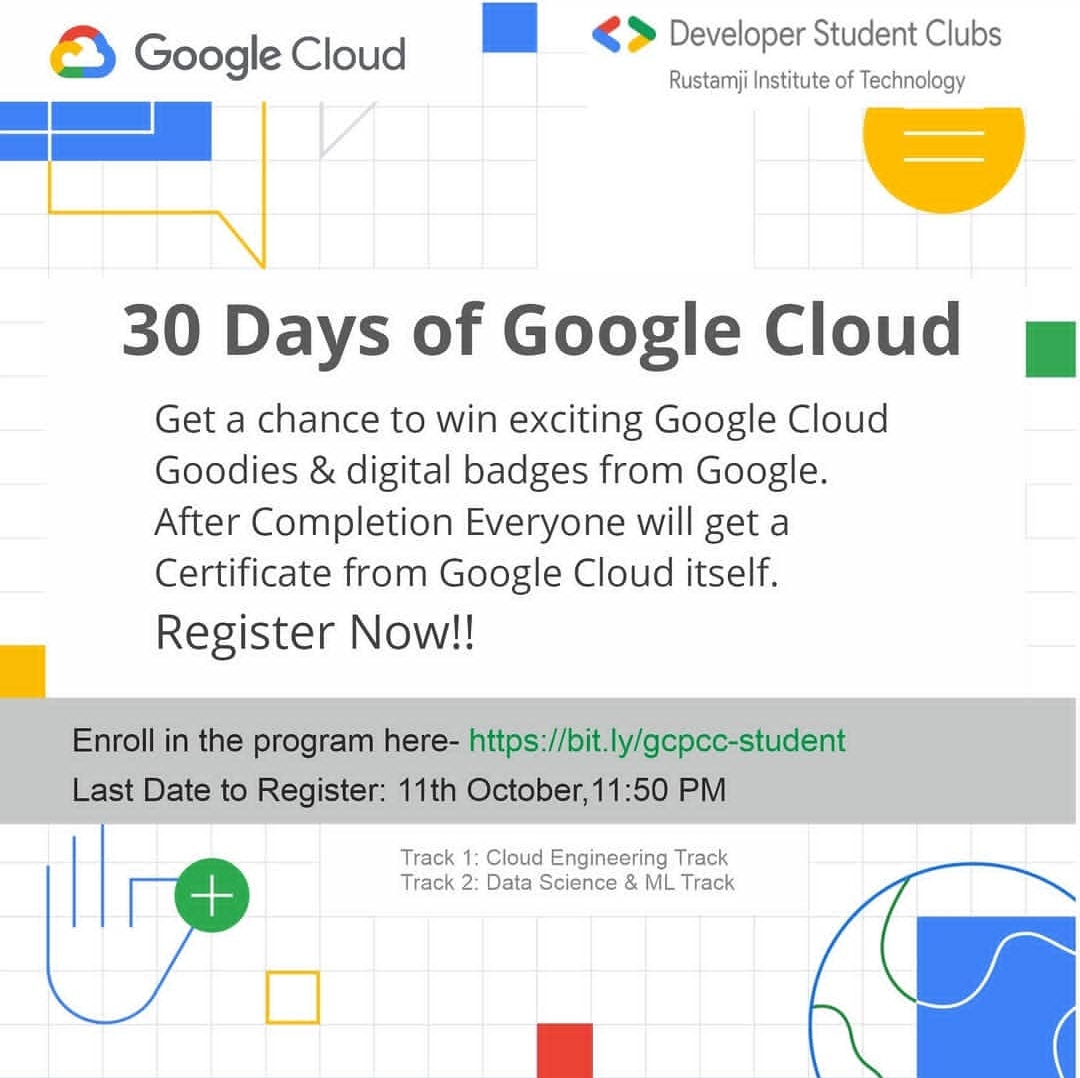 Google Cloud
Developer Student Clubs
Rustamji Institute of Technology
30 Days of Google Cloud
Get a chance to win exciting Google Cloud
Goodies & digital badges from Google.
After Completion Everyone will get a
Certificate from Google Cloud itself.
Register Now!!
Enroll in the program here- https://bit.ly/gcpcc-student
Last Date to Register: 11th October,11:50 PM
Track 1: Cloud Engineering Track
Track 2: Data Science & ML Track